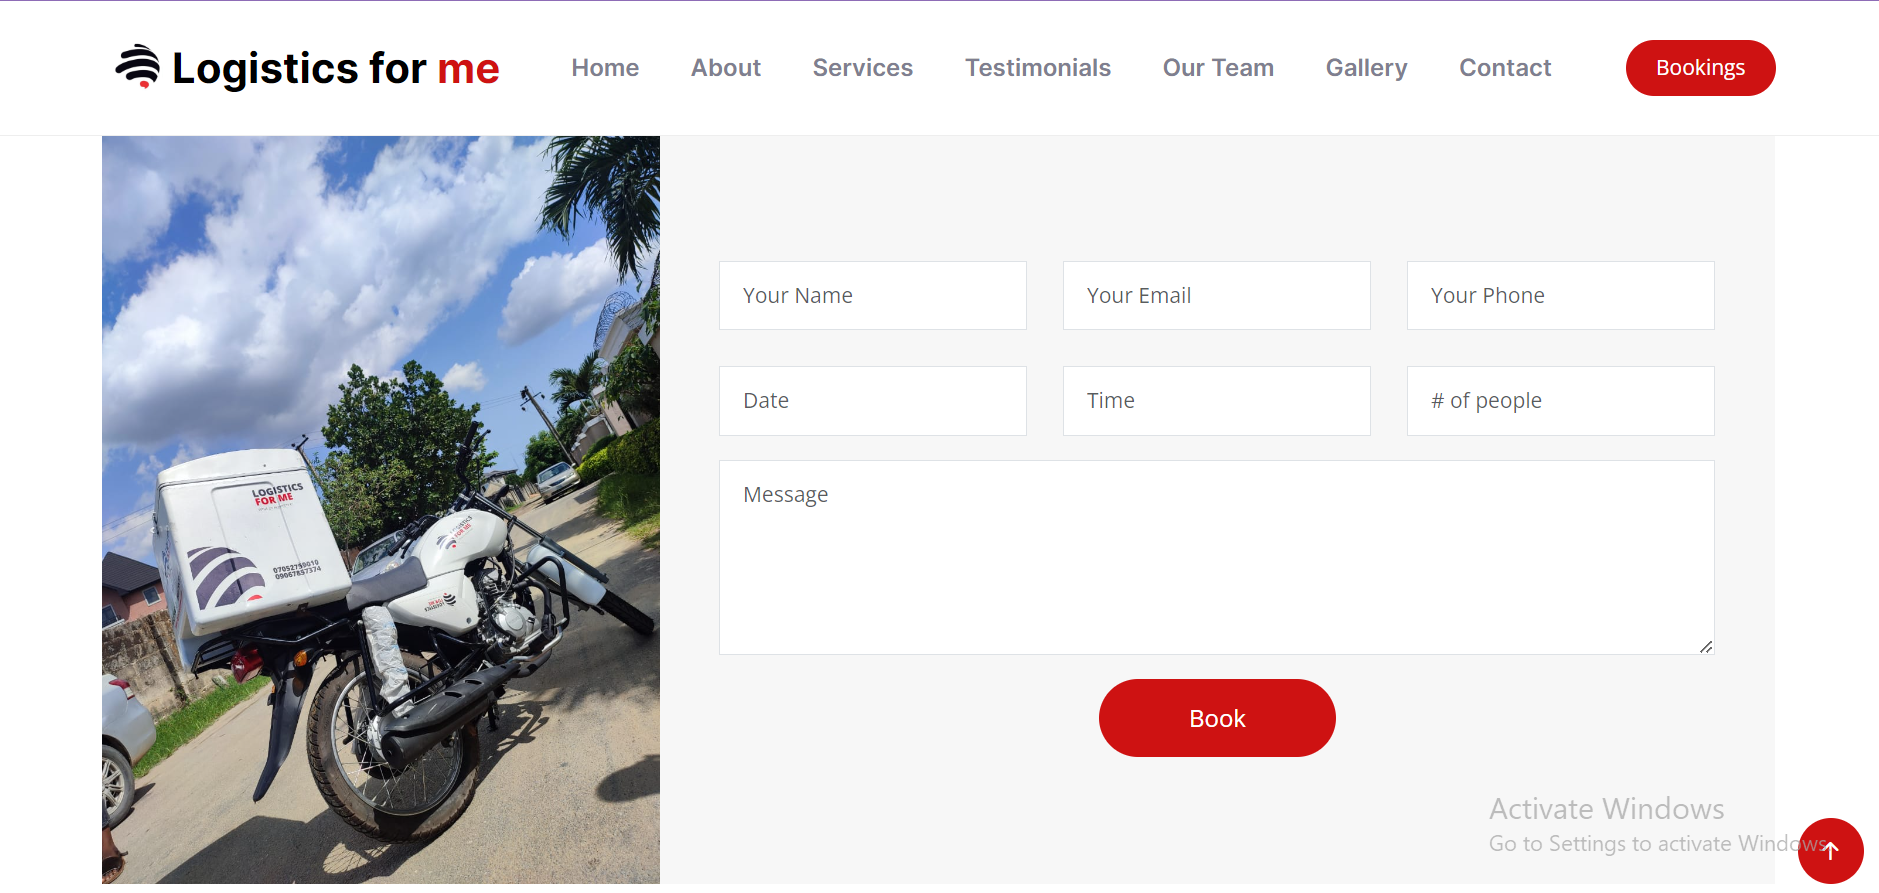 Logistics for me
Home
About
Services
Testimonials
Our Team
Gallery
Contact
Bookings
LOGISTICS
FOR ME
07052799010
09067657374
Your Name
Your Email
Your Phone
Date
Time
# of people
Message
Book
Activate Windows
Go to Settings to activate Windows.